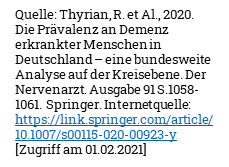 Quelle: Thyrian, R. et Al., 2020.
Die Prävalenz an Demenz
erkrankter Menschen in
Deutschland – eine bundesweite
Analyse auf der Kreisebene. Der
Nervenarzt. Ausgabe 91 S.1058-
1061. Springer. Internetquelle:
https://link.springer.com/article/
10.1007/s00115-020-00923-y
[Zugriff am 01.02.2021]